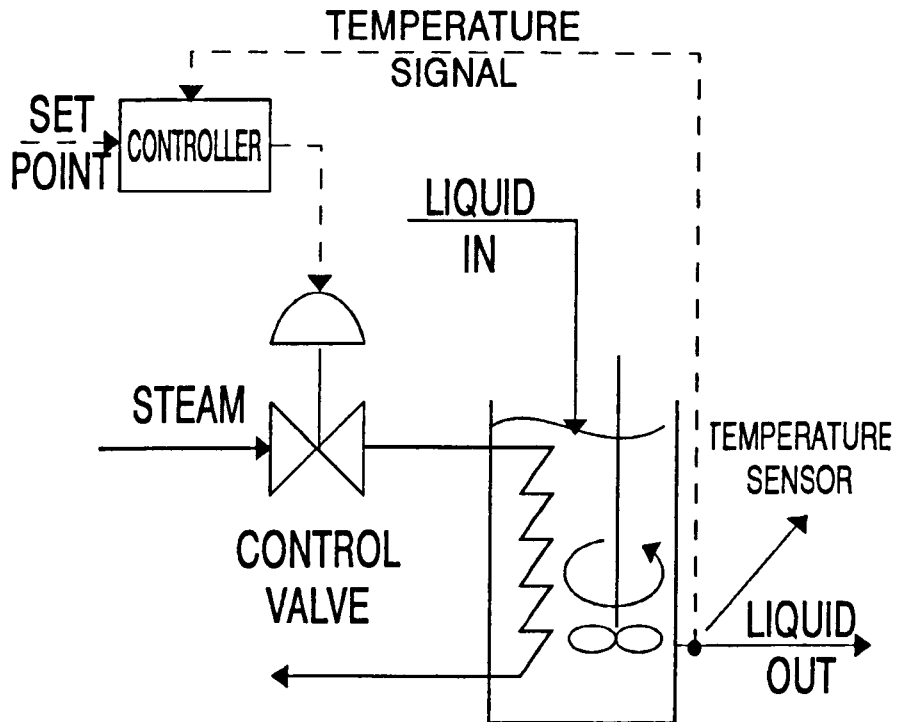 TEMPERATURE
SIGNAL
SET
POINT
CONTROLLER
LIQUID
IN
STEAM
CONTROL
VALVE
TEMPERATURE
SENSOR
LIQUID
OUT